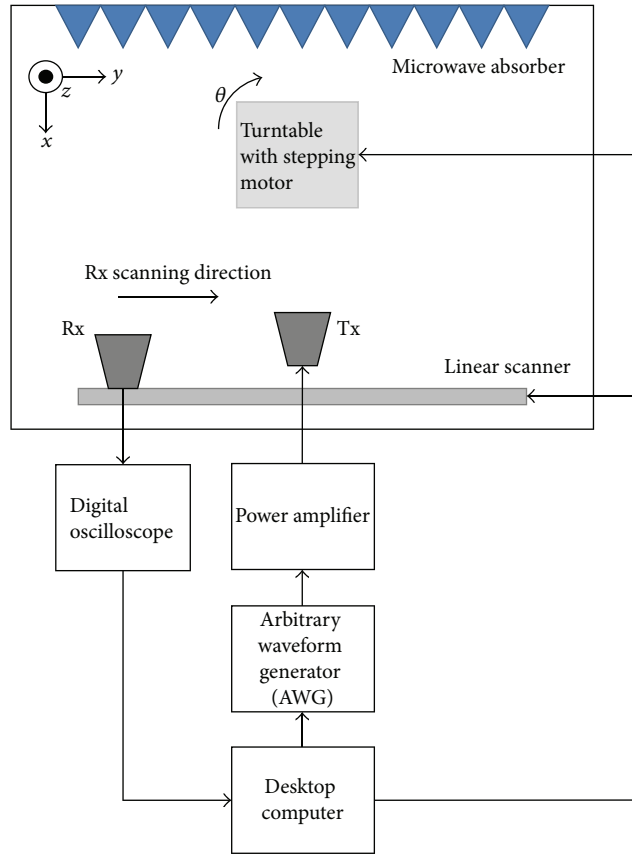 Microwave absorber
y
z
x
θ
Turntable
with stepping
motor
Rx scanning direction
Rx
Tx
Linear scanner
Digital
oscilloscope
Power amplifier
Arbitrary
waveform
generator
(AWG)
Desktop
computer